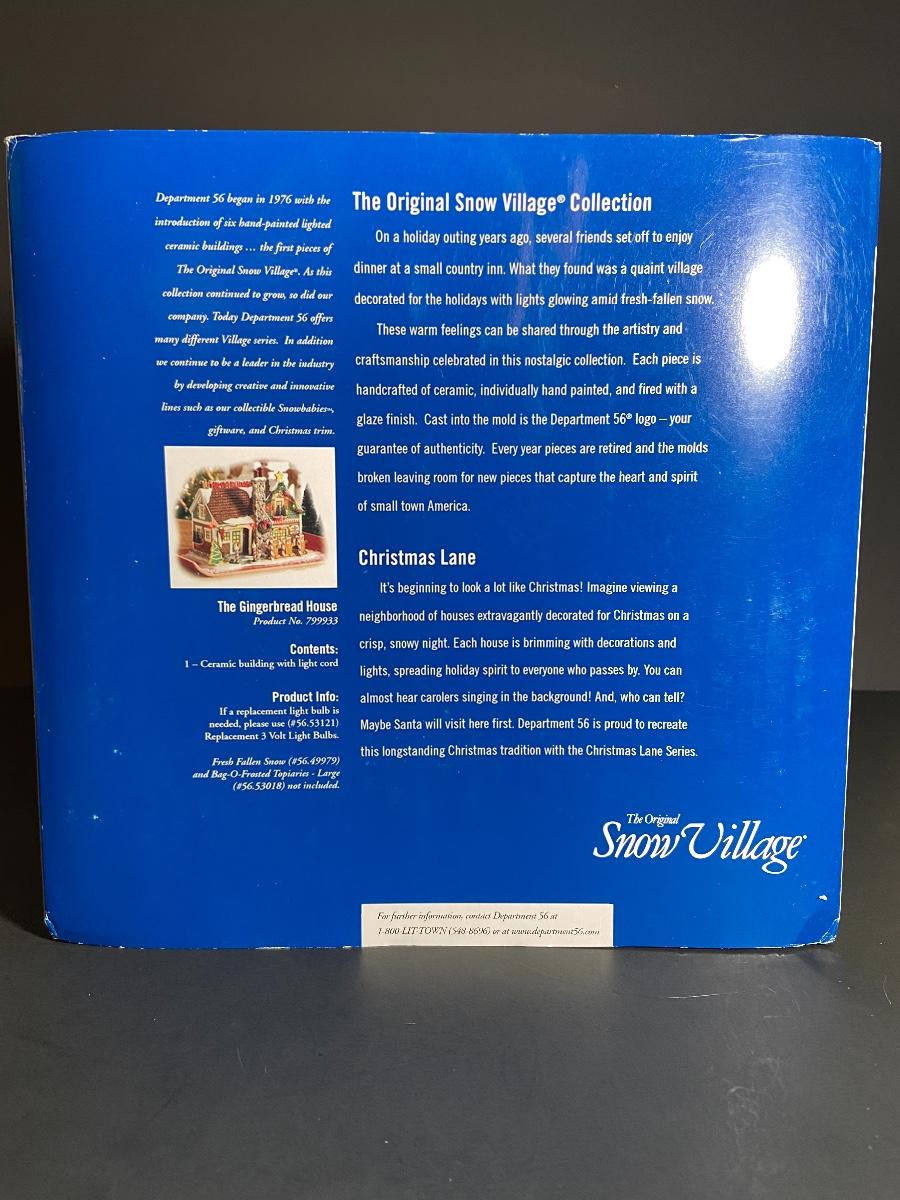 Department 56 began in 1976 with the
introduction of six hand-painted lighted
ceramic buildings ... the first pieces of
The Original Snow Village®. As this
collection continued to grow, so did our
company. Today Department 56 offers
many different Village series. In addition
we continue to be a leader in the industry
by developing creative and innovative
lines such as our collectible Snowbabies™,
giftware, and Christmas trim.
The Gingerbread House
Product No. 799933
Contents:
1 – Ceramic building with light cord
Product Info:
If a replacement light bulb is
needed, please use (#56.53121)
Replacement 3 Volt Light Bulbs.
Fresh Fallen Snow (#56.49979)
and Bag-O-Frosted Topiaries - Large
(#56.53018) not included.
The Original Snow Village® Collection
On a holiday outing years ago, several friends set off to enjoy
dinner at a small country inn. What they found was a quaint village
decorated for the holidays with lights glowing amid fresh-fallen snow.
These warm feelings can be shared through the artistry and
craftsmanship celebrated in this nostalgic collection. Each piece is
handcrafted of ceramic, individually hand painted, and fired with a
glaze finish. Cast into the mold is the Department 56® logo – your
guarantee of authenticity. Every year pieces are retired and the molds
broken leaving room for new pieces that capture the heart and spirit
of small town America.
Christmas Lane
It's beginning to look a lot like Christmas! Imagine viewing a
neighborhood of houses extravagantly decorated for Christmas on a
crisp, snowy night. Each house is brimming with decorations and
lights, spreading holiday spirit to everyone who passes by. You can
almost hear carolers singing in the background! And, who can tell?
Maybe Santa will visit here first. Department 56 is proud to recreate
this longstanding Christmas tradition with the Christmas Lane Series.
The Original
Snow Village®
For further information, contact Department 56 at
1-800-LIT-TOWN (548-8696) or at www.department56.com